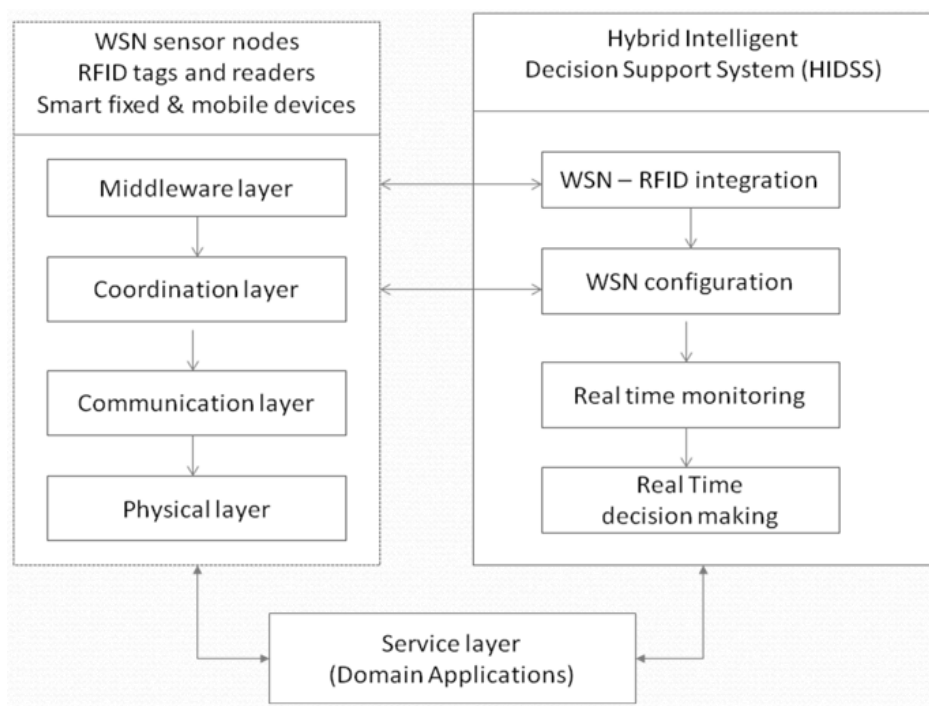 WSN sensor nodes
RFID tags and readers
Smart fixed & mobile devices
Middleware layer
Coordination layer
Communication layer
Physical layer
Hybrid Intelligent
Decision Support System (HIDSS)
WSN – RFID integration
WSN configuration
Real time monitoring
Real Time
decision making
Service layer
(Domain Applications)